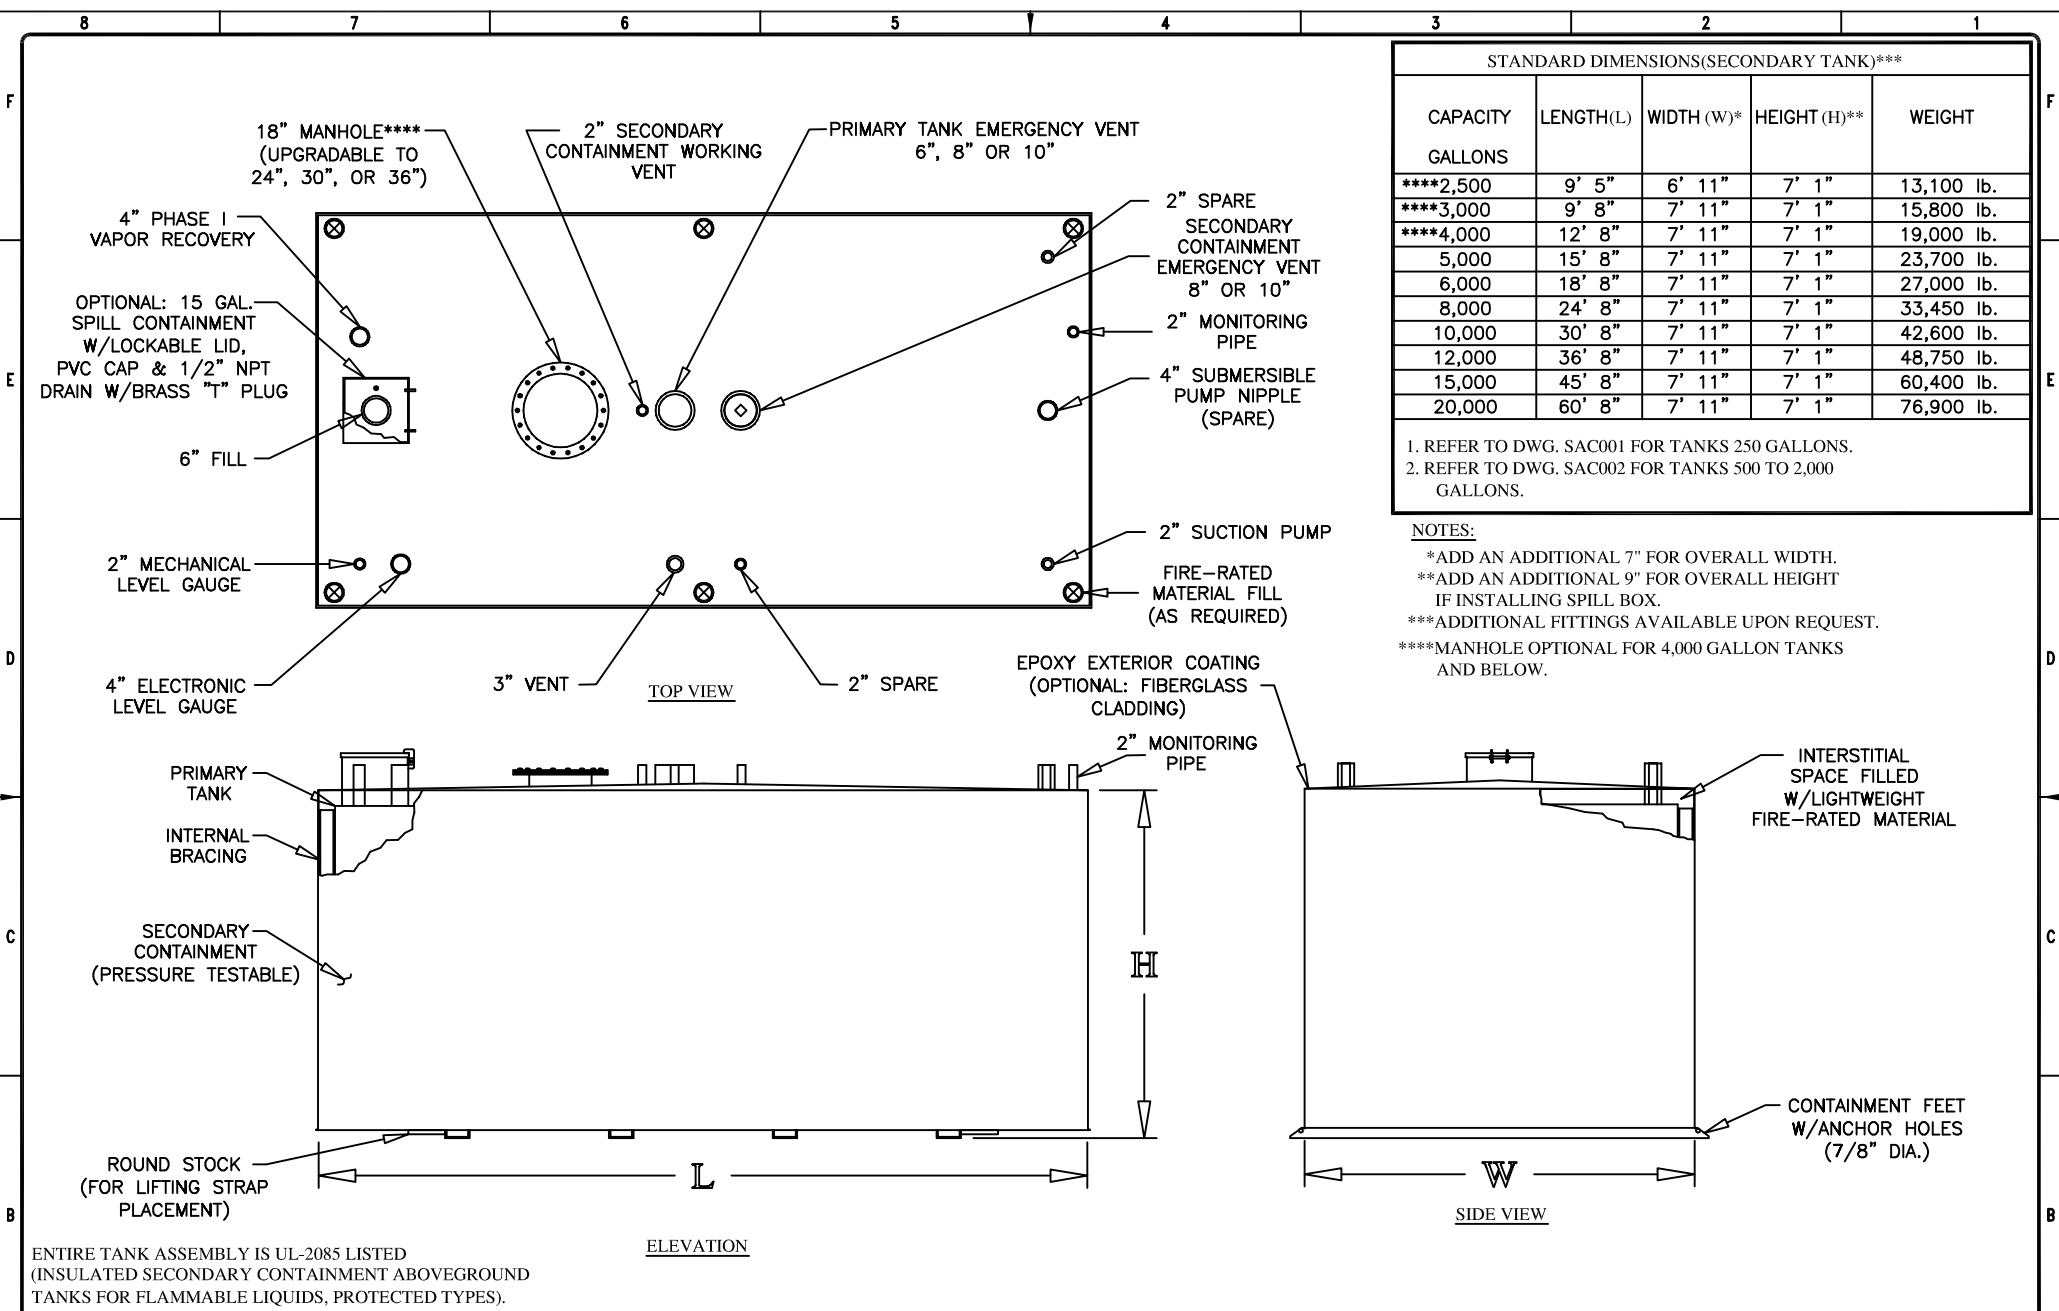 8 7 6 5 4 3 2 1
F
E
D
C
B
F
E
D
C
B
18” MANHOLE****
(UPGRADABLE TO
24”, 30”, OR 36”)
2” SECONDARY
CONTAINMENT WORKING
VENT
PRIMARY TANK EMERGENCY VENT
6”, 8” OR 10”
4” PHASE I
VAPOR RECOVERY
OPTIONAL: 15 GAL.
SPILL CONTAINMENT
W/LOCKABLE LID,
PVC CAP & 1/2” NPT
DRAIN W/BRASS "T" PLUG
6” FILL
2” MECHANICAL
LEVEL GAUGE
4” ELECTRONIC
LEVEL GAUGE
2” SPARE
SECONDARY
CONTAINMENT
EMERGENCY VENT
8” OR 10”
2” MONITORING
PIPE
4” SUBMERSIBLE
PUMP NIPPLE
(SPARE)
2” SUCTION PUMP
FIRE–RATED
MATERIAL FILL
(AS REQUIRED)
3” VENT
TOP VIEW
2” SPARE
STANDARD DIMENSIONS(SECONDARY TANK)***
CAPACITY LENGTH(L) WIDTH (W)* HEIGHT (H)** WEIGHT
GALLONS
****2,500 9’ 5” 6’ 11” 7’ 1” 13,100 lb.
****3,000 9’ 8” 7’ 11” 7’ 1” 15,800 lb.
****4,000 12’ 8” 7’ 11” 7’ 1” 19,000 lb.
5,000 15’ 8” 7’ 11” 7’ 1” 23,700 lb.
6,000 18’ 8” 7’ 11” 7’ 1” 27,000 lb.
8,000 24’ 8” 7’ 11” 7’ 1” 33,450 lb.
10,000 30’ 8” 7’ 11” 7’ 1” 42,600 lb.
12,000 36’ 8” 7’ 11” 7’ 1” 48,750 lb.
15,000 45’ 8” 7’ 11” 7’ 1” 60,400 lb.
20,000 60’ 8” 7’ 11” 7’ 1” 76,900 lb.
1. REFER TO DWG. SAC001 FOR TANKS 250 GALLONS.
2. REFER TO DWG. SAC002 FOR TANKS 500 TO 2,000
GALLONS.
NOTES:
*ADD AN ADDITIONAL 7" FOR OVERALL WIDTH.
**ADD AN ADDITIONAL 9" FOR OVERALL HEIGHT
IF INSTALLING SPILL BOX.
***ADDITIONAL FITTINGS AVAILABLE UPON REQUEST.
****MANHOLE OPTIONAL FOR 4,000 GALLON TANKS
AND BELOW.
EPOXY EXTERIOR COATING
(OPTIONAL: FIBERGLASS
CLADDING)
2” MONITORING
PIPE
PRIMARY
TANK
INTERNAL
BRACING
SECONDARY
CONTAINMENT
(PRESSURE TESTABLE)
ROUND STOCK
(FOR LIFTING STRAP
PLACEMENT)
H
L
ELEVATION
INTERSTITIAL
SPACE FILLED
W/LIGHTWEIGHT
FIRE–RATED MATERIAL
CONTAINMENT FEET
W/ANCHOR HOLES
(7/8” DIA.)
W
SIDE VIEW
ENTIRE TANK ASSEMBLY IS UL-2085 LISTED
(INSULATED SECONDARY CONTAINMENT ABOVEGROUND
TANKS FOR FLAMMABLE LIQUIDS, PROTECTED TYPES).